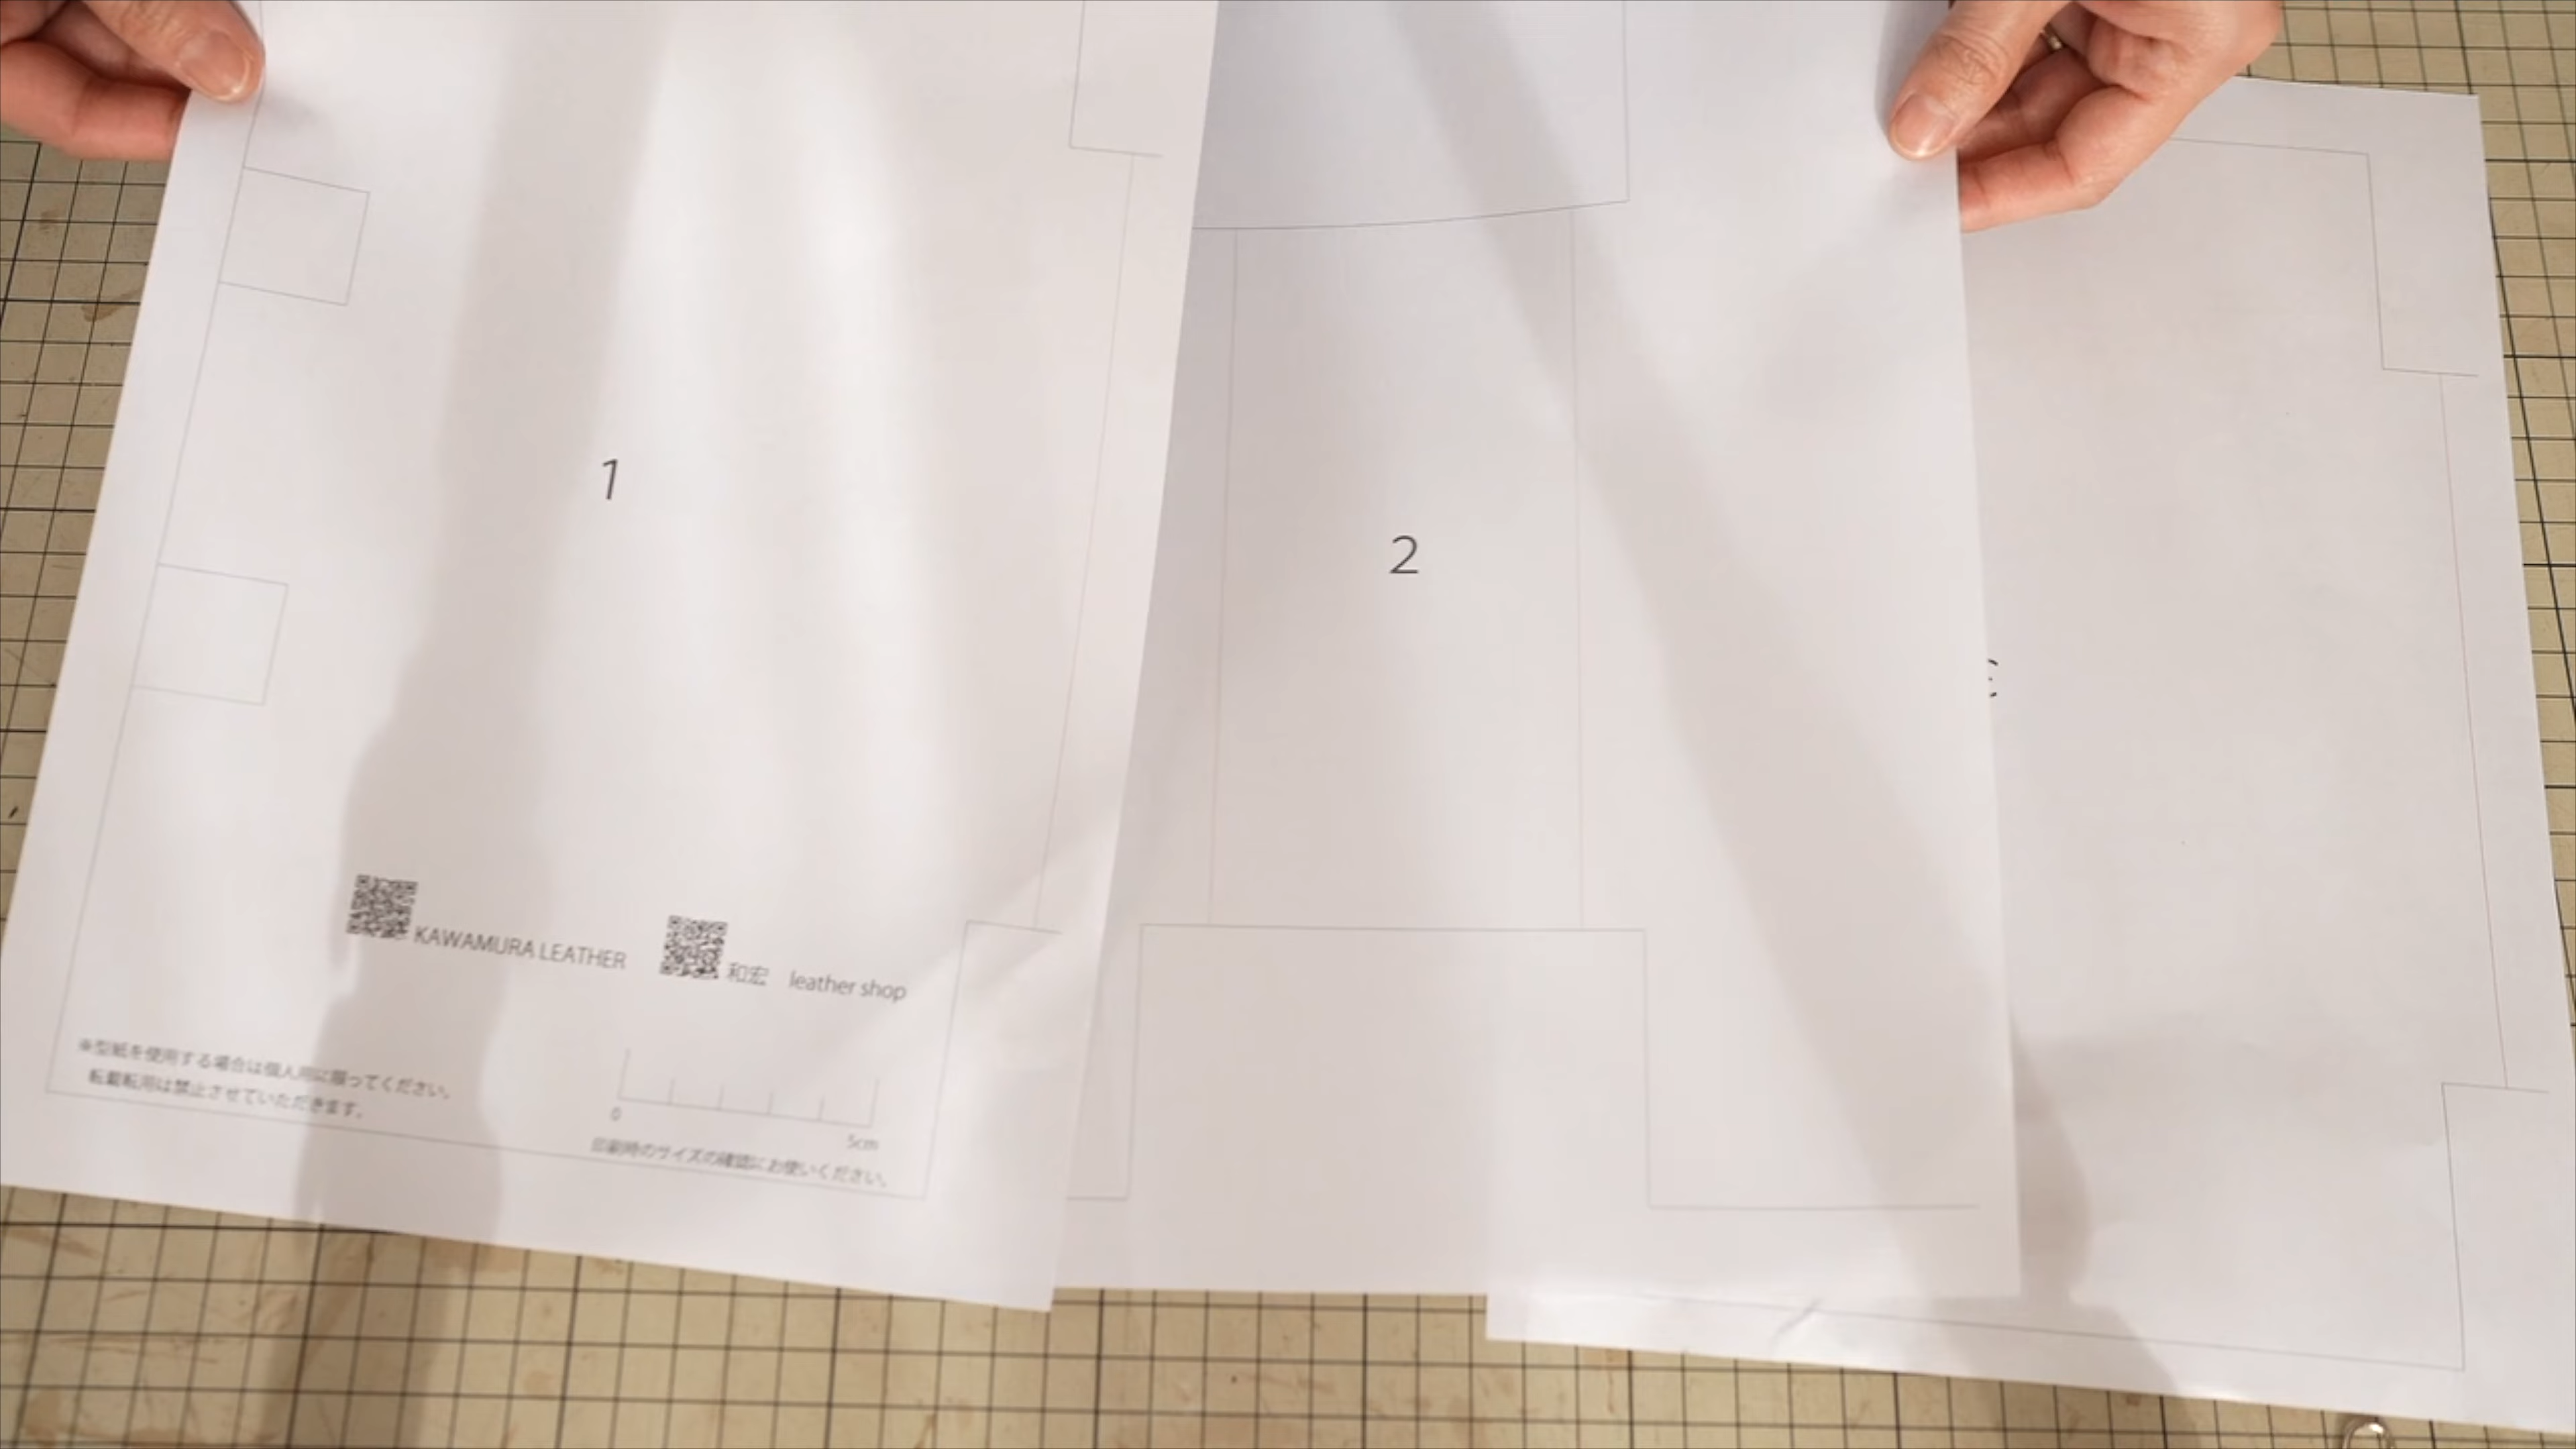 1
2
KAWAMURA LEATHER
和宏 leather shop
※型紙を使用する場合は個人用に限ってください。
転載転用は禁止させていただきます。
0
5cm
印刷時のサイズの確認にお使いください。